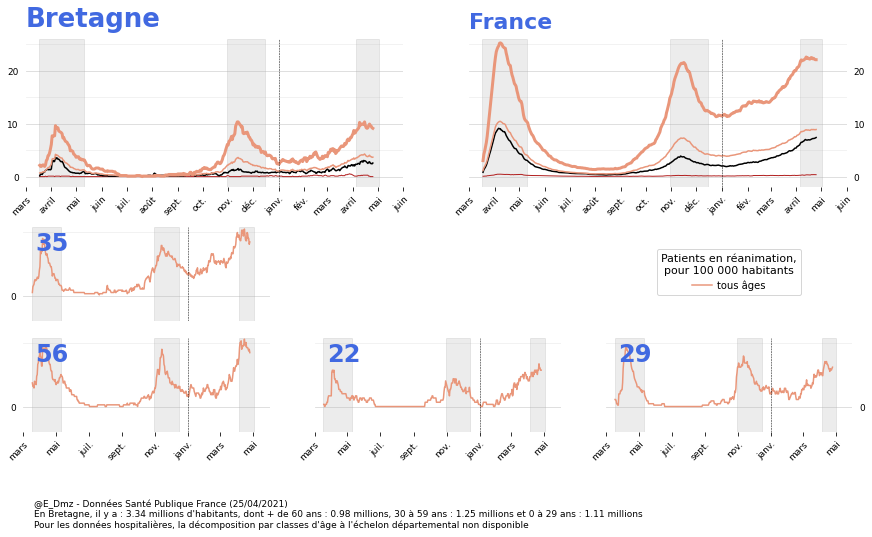 Bretagne
France
20
10
0
mars avril mai juin juil. août sept. oct. nov. déc. janv. fév. mars avril mai juin
20
10
0
mars avril mai juin juil. août sept. oct. nov. déc. janv. fév. mars avril mai juin
35
0
Patients en réanimation,
pour 100 000 habitants
tous âges
56
0
mars mai juil. sept. nov. janv. mars mai
22
mars mai juil. sept. nov. janv. mars mai
29
0
mars mai juil. sept. nov. janv. mars mai
@E_Dmz - Données Santé Publique France (25/04/2021)
En Bretagne, il y a : 3.34 millions d'habitants, dont + de 60 ans : 0.98 millions, 30 à 59 ans : 1.25 millions et 0 à 29 ans : 1.11 millions
Pour les données hospitalières, la décomposition par classes d'âge à l'échelon départemental non disponible